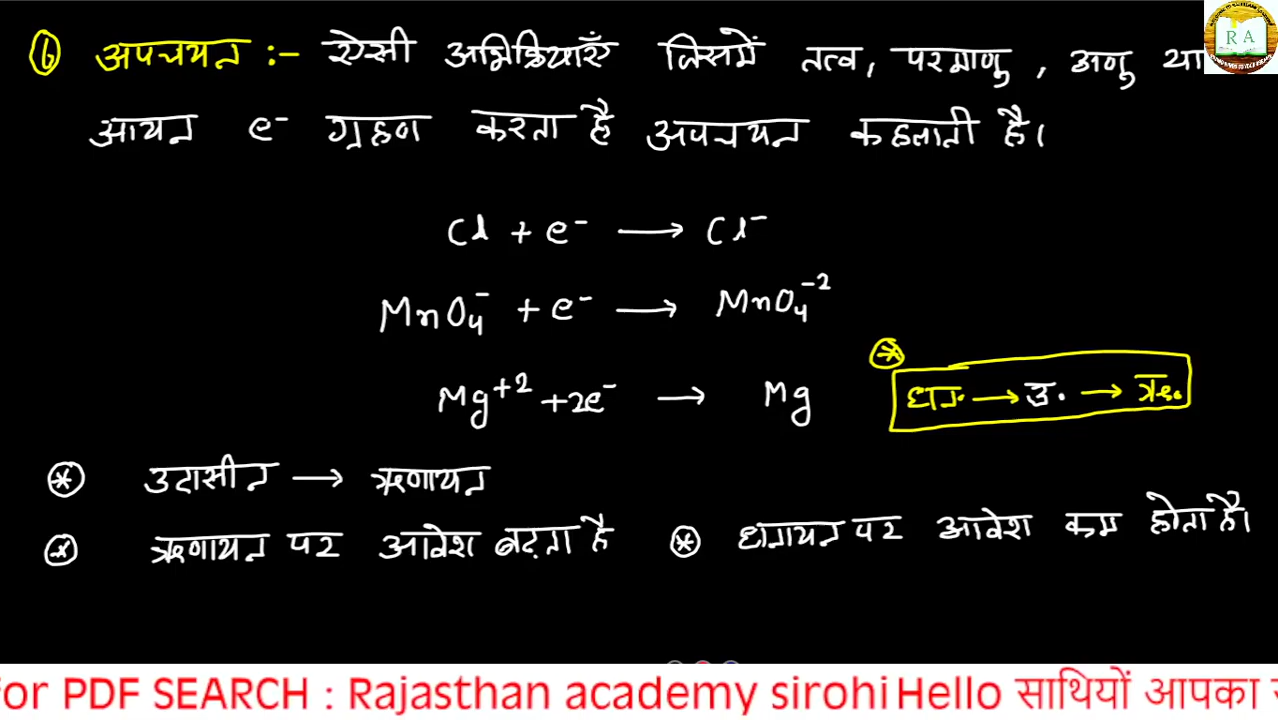 ⑥ अपचयन :- ऐसी अभिक्रियाएँ जिसमें तत्व, परमाणु, अणु या
आयन e⁻ ग्रहण करता है अपचयन कहलाती है।
RA
Cl + e⁻ ⟶ Cl⁻
MnO₄⁻ + e⁻ ⟶ MnO₄⁻²
Mg⁺² + 2e⁻ ⟶ Mg
धन. ⟶ उ. ⟶ ऋण.
उदासीन ⟶ ऋणायन
ऋणायन पर आवेश बढ़ता है
धनायन पर आवेश कम होता है।
for PDF SEARCH : Rajasthan academy sirohi Hello साथियों आपका